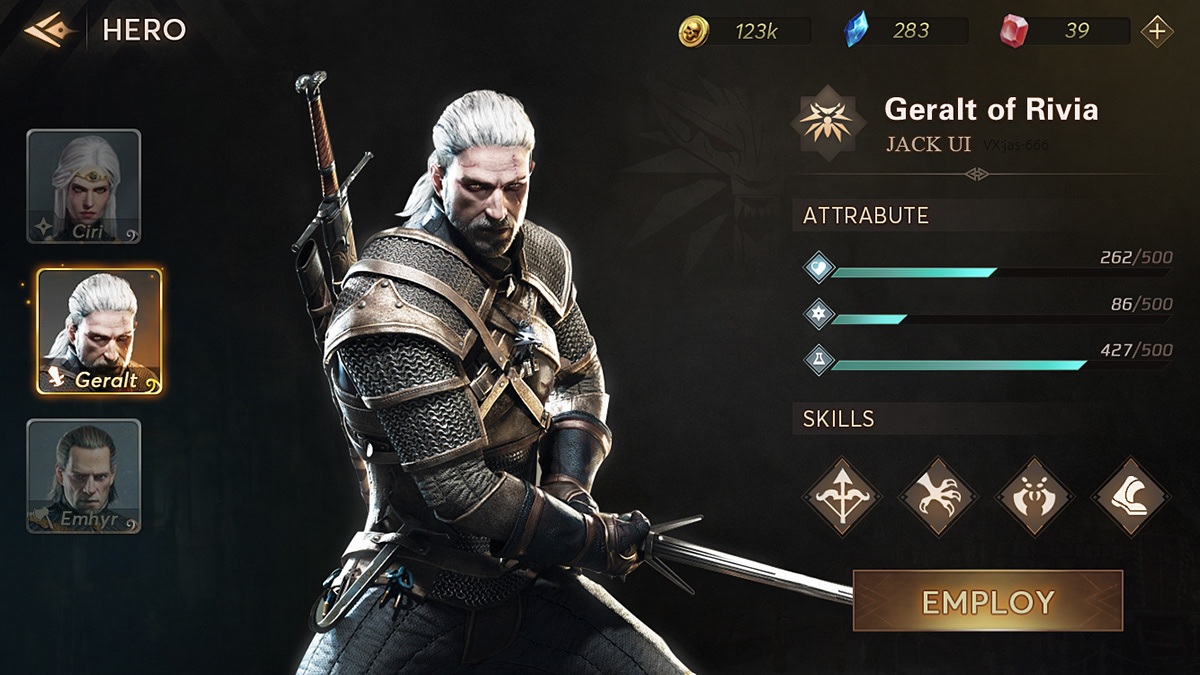 HERO
123k
283
39
Ciri
Geralt
Emhyr
Geralt of Rivia
JACK UI VX:jas-666
ATTRABUTE
262/500
86/500
427/500
SKILLS
EMPLOY